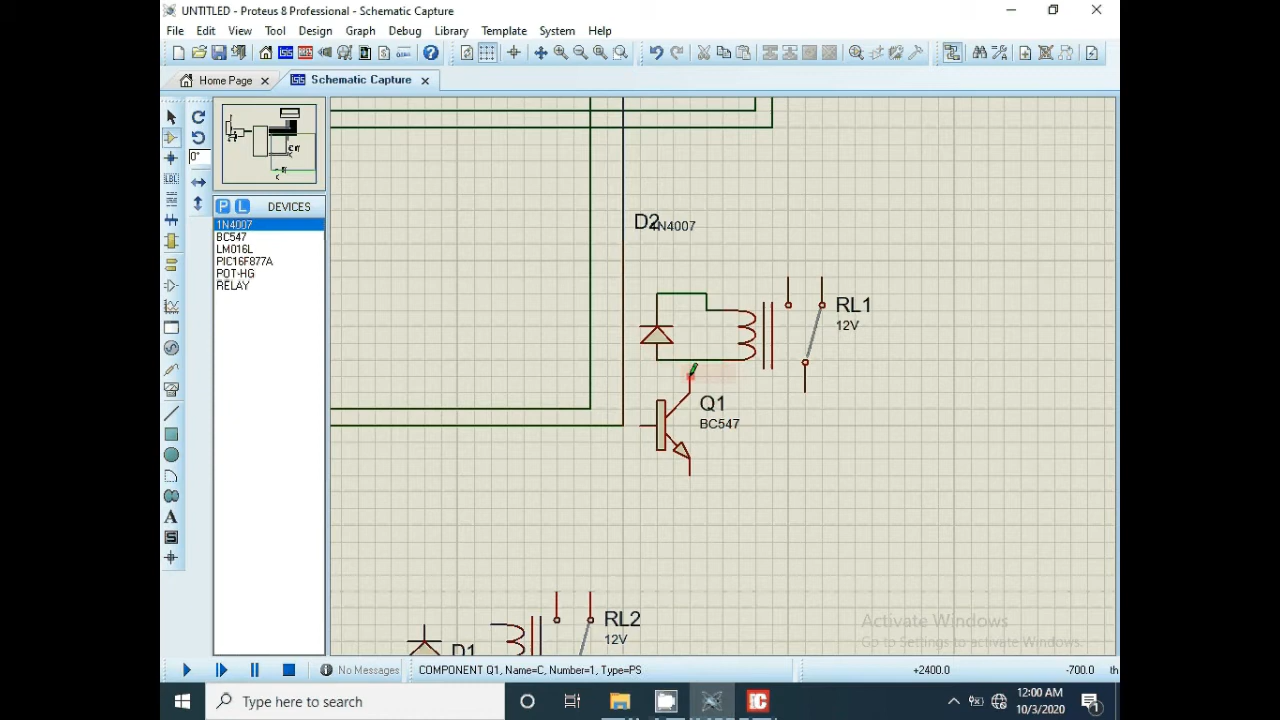 UNTITLED - Proteus 8 Professional - Schematic Capture
File Edit View Tool Design Graph Debug Library Template System Help
Home Page
Schematic Capture
0°
P L DEVICES
1N4007
BC547
LM016L
PIC16F877A
POT-HG
RELAY
LBL
A
S
D2
1N4007
RL1
12V
Q1
BC547
RL2
12V
D1
Activate Windows
Go to Settings to activate Windows.
No Messages
COMPONENT Q1, Name=C, Number=1, Type=PS
+2400.0
-700.0
th
Type here to search
12:00 AM
10/3/2020